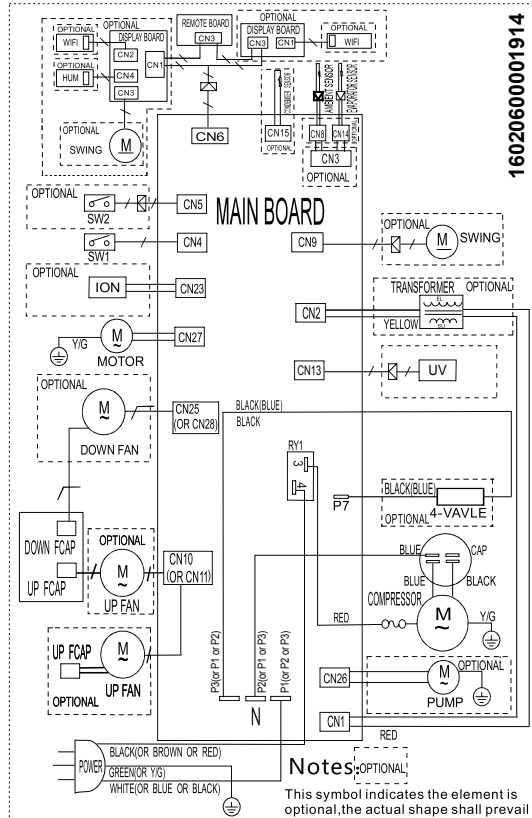 OPTIONAL
OPTIONAL
WIFI
DISPLAY BOARD
CN2
OPTIONAL
HUM
CN4
CN1
CN3
OPTIONAL
SWING
M
REMOTE BOARD
CN3
OPTIONAL
DISPLAY BOARD
CN3
CN1
OPTIONAL
WIFI
16020600001914
CN6
CONDENSER SENSOR
CN15
OPTIONAL
AMBIENT SENSOR
EVAPORATOR SENSOR
CN8
CN14
OPTIONAL
CN3
OPTIONAL
MAIN BOARD
OPTIONAL
SW2
CN5
SW1
CN4
OPTIONAL
ION
CN23
Y/G
M
~
MOTOR
CN27
OPTIONAL
M
~
DOWN FAN
CN25
(OR CN28)
DOWN FCAP
UP FCAP
OPTIONAL
M
~
UP FAN
CN10
(OR CN11)
UP FCAP
M
~
OPTIONAL
UP FAN
CN9
OPTIONAL
M
SWING
CN2
TRANSFORMER
OPTIONAL
EL
YELLOW
SU
CN13
UV
BLACK(BLUE)
BLACK
RY1
3
4
P7
BLACK(BLUE)
OPTIONAL
4-VAVLE
BLUE
CAP
BLUE
BLACK
COMPRESSOR
M
~
RED
Y/G
P3(or P1 or P2)
P2(or P1 or P3)
P1(or P2 or P3)
N
CN26
M
~
OPTIONAL
PUMP
CN1
RED
POWER
BLACK(OR BROWN OR RED)
GREEN(OR Y/G)
WHITE(OR BLUE OR BLACK)
Notes: OPTIONAL
This symbol indicates the element is
optional,the actual shape shall prevail